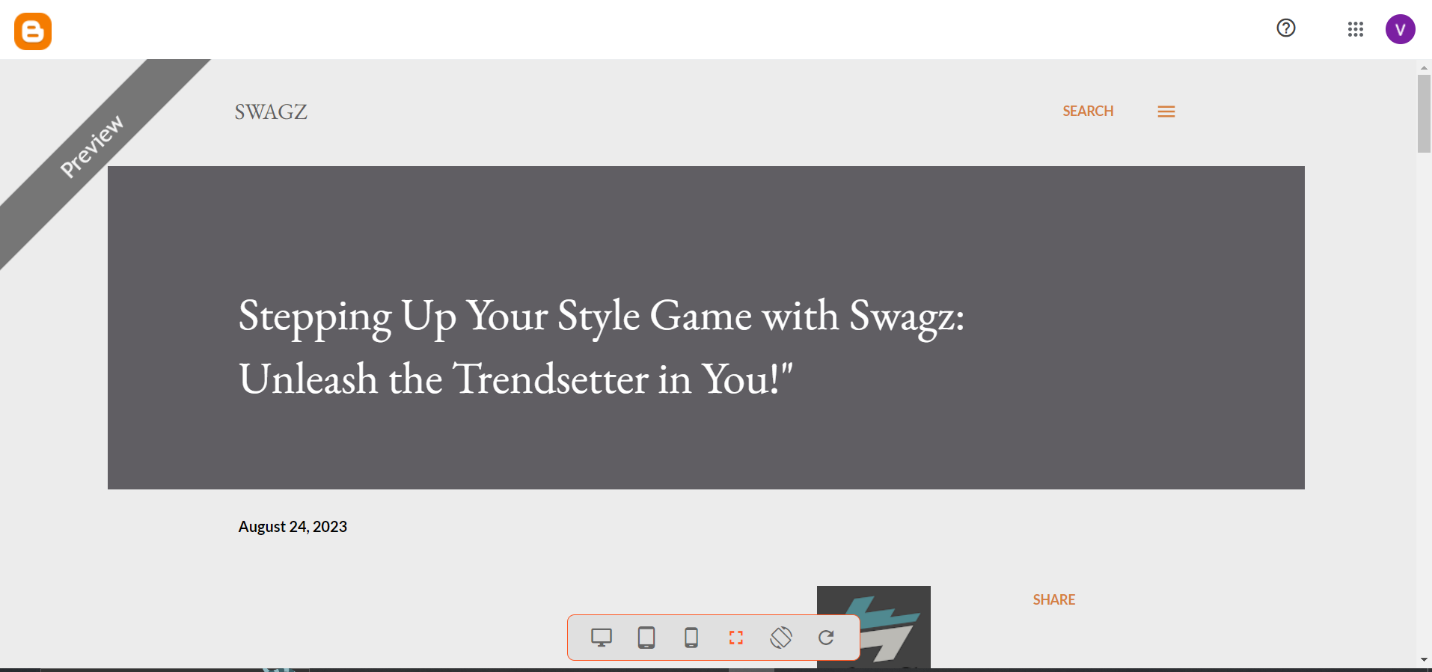 V
SWAGZ
SEARCH
Preview
Stepping Up Your Style Game with Swagz:
Unleash the Trendsetter in You!"
August 24, 2023
SHARE